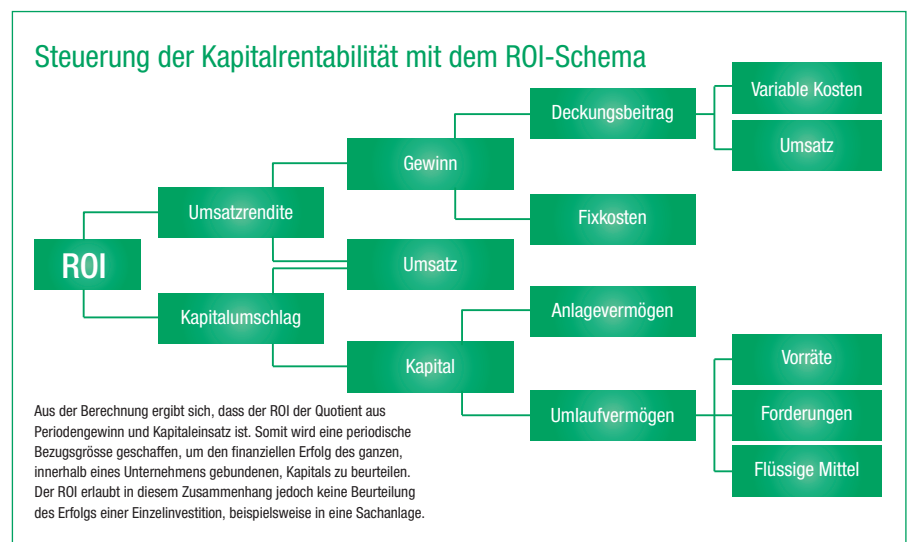 Steuerung der Kapitalrentabilität mit dem ROI-Schema
ROI
Umsatzrendite
Kapitalumschlag
Gewinn
Umsatz
Kapital
Deckungsbeitrag
Fixkosten
Anlagevermögen
Umlaufvermögen
Variable Kosten
Umsatz
Vorräte
Forderungen
Flüssige Mittel
Aus der Berechnung ergibt sich, dass der ROI der Quotient aus
Periodengewinn und Kapitaleinsatz ist. Somit wird eine periodische
Bezugsgrösse geschaffen, um den finanziellen Erfolg des ganzen,
innerhalb eines Unternehmens gebundenen, Kapitals zu beurteilen.
Der ROI erlaubt in diesem Zusammenhang jedoch keine Beurteilung
des Erfolgs einer Einzelinvestition, beispielsweise in eine Sachanlage.